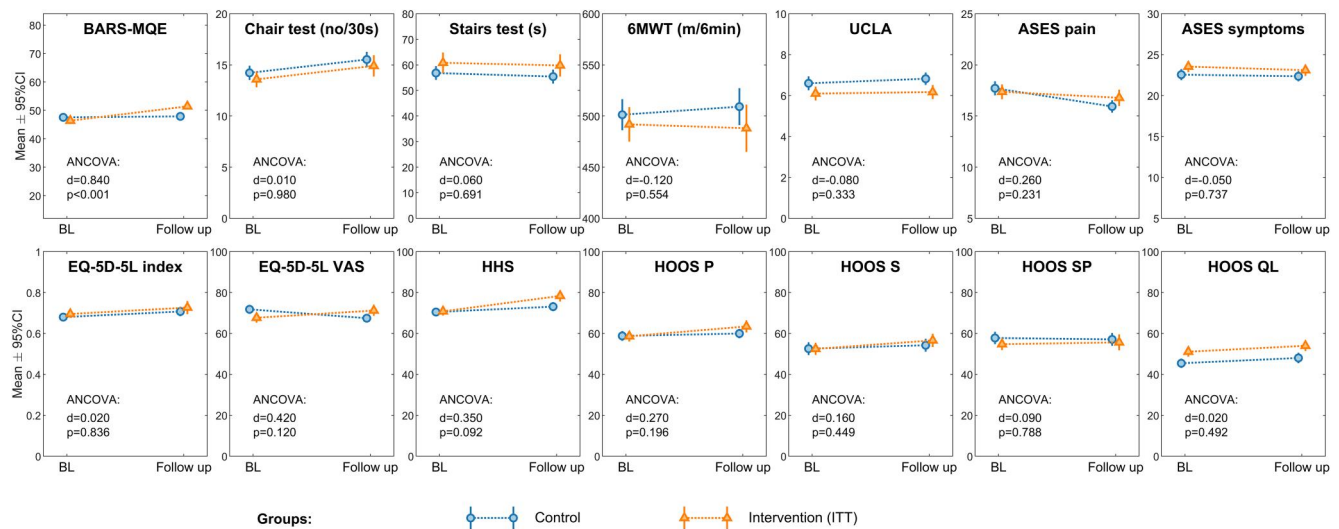 BARS-MQE
Chair test (no/30s)
Stairs test (s)
6MWT (m/6min)
UCLA
ASES pain
ASES symptoms
Mean ± 95%CI
80
70
60
50
40
30
ANCOVA:
d=0.840
p<0.001
BL
Follow up
20
15
10
5
0
ANCOVA:
d=0.010
p=0.980
BL
Follow up
80
70
60
50
40
30
20
10
0
ANCOVA:
d=0.060
p=0.691
BL
Follow up
600
550
500
450
400
ANCOVA:
d=-0.120
p=0.554
BL
Follow up
10
8
6
4
2
0
ANCOVA:
d=-0.080
p=0.333
BL
Follow up
25
20
15
10
5
ANCOVA:
d=0.260
p=0.231
BL
Follow up
30
25
20
15
10
5
ANCOVA:
d=-0.050
p=0.737
BL
Follow up
EQ-5D-5L index
EQ-5D-5L VAS
HHS
HOOS P
HOOS S
HOOS SP
HOOS QL
Mean ± 95%CI
1
0.8
0.6
0.4
0.2
0
ANCOVA:
d=0.020
p=0.836
BL
Follow up
100
80
60
40
20
0
ANCOVA:
d=0.420
p=0.120
BL
Follow up
100
80
60
40
20
0
ANCOVA:
d=0.350
p=0.092
BL
Follow up
100
80
60
40
20
0
ANCOVA:
d=0.270
p=0.196
BL
Follow up
100
80
60
40
20
0
ANCOVA:
d=0.160
p=0.449
BL
Follow up
100
80
60
40
20
0
ANCOVA:
d=0.090
p=0.788
BL
Follow up
100
80
60
40
20
0
ANCOVA:
d=0.020
p=0.492
BL
Follow up
Groups:
Control
Intervention (ITT)